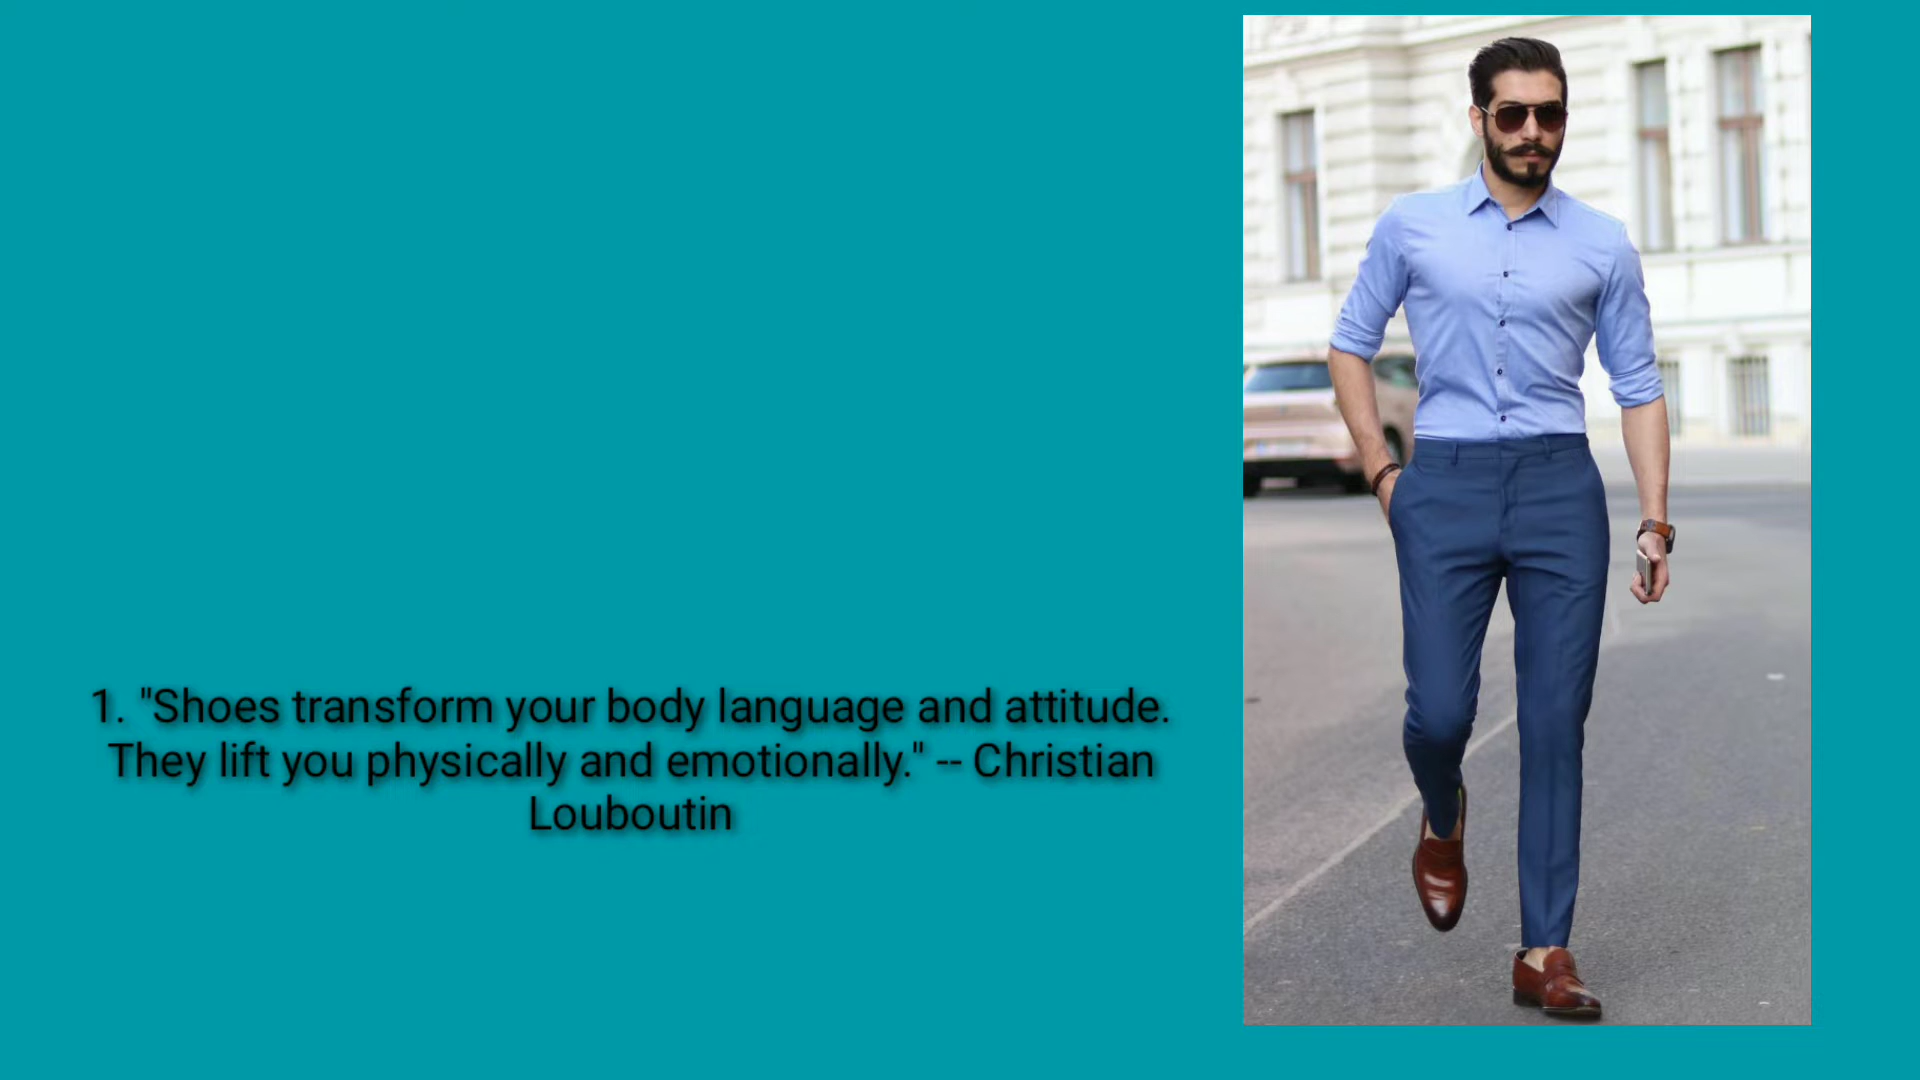 1. "Shoes transform your body language and attitude.
They lift you physically and emotionally." -- Christian
Louboutin